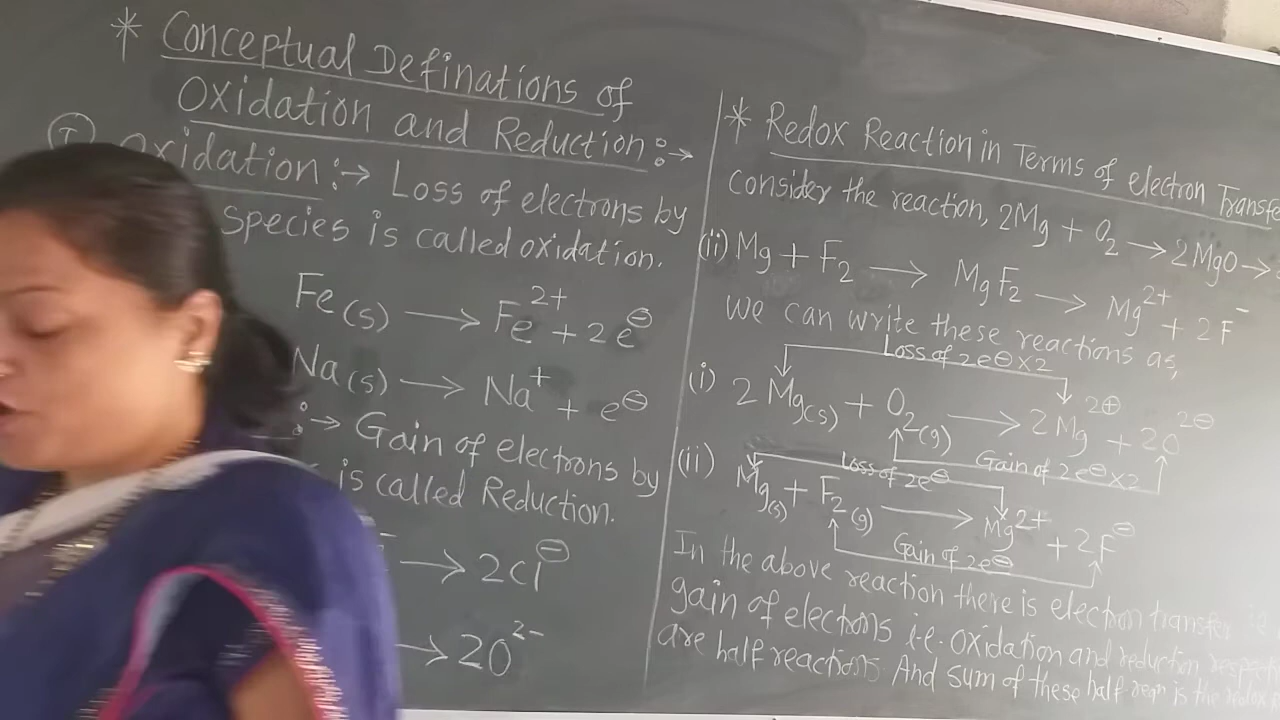 * Conceptual Definations of
Oxidation and Reduction :→
(I) Oxidation :→ Loss of electrons by
species is called oxidation.
Fe(s) → Fe²⁺ + 2e⊖
Na(s) → Na⁺ + e⊖
:→ Gain of electrons by
is called Reduction.
→ 2Cl⊖
→ 2O²⁻
* Redox Reaction in Terms of electron Transfe
Consider the reaction, 2Mg + O₂ → 2MgO →
(ii) Mg + F₂ → MgF₂ → Mg²⁺ + 2F⁻
we can write these reactions as,
Loss of 2e⊖ × 2
(i) 2Mg(s) + O₂(g) → 2Mg²⊕ + 2O²⊖
Gain of 2e⊖ × 2
Loss of 2e⊖
(ii) Mg(s) + F₂(g) → Mg²⁺ + 2F⊖
Gain of 2e⊖
In the above reaction there is electron transfer
gain of electrons i.e. oxidation and reduction
are half reactions. And sum of these half rexn is the redox